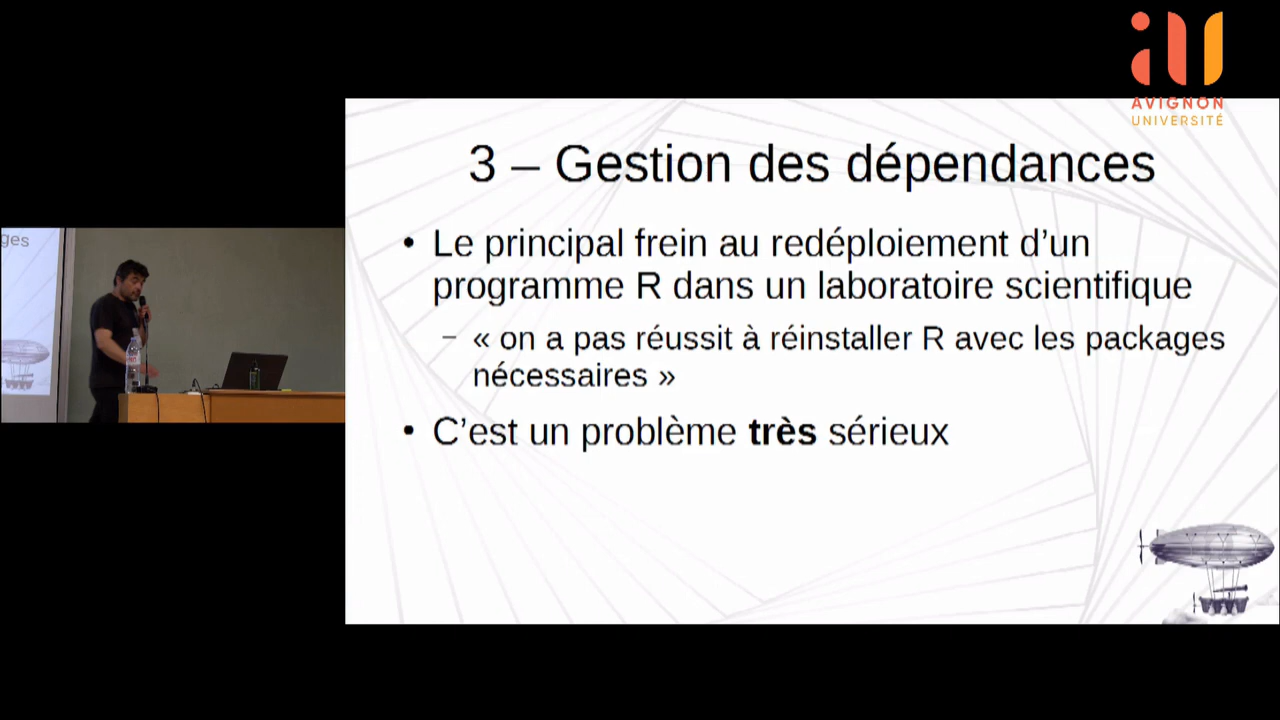 AVIGNON
UNIVERSITÉ
3 – Gestion des dépendances
• Le principal frein au redéploiement d’un
programme R dans un laboratoire scientifique
– « on a pas réussit à réinstaller R avec les packages
nécessaires »
• C’est un problème très sérieux
ges